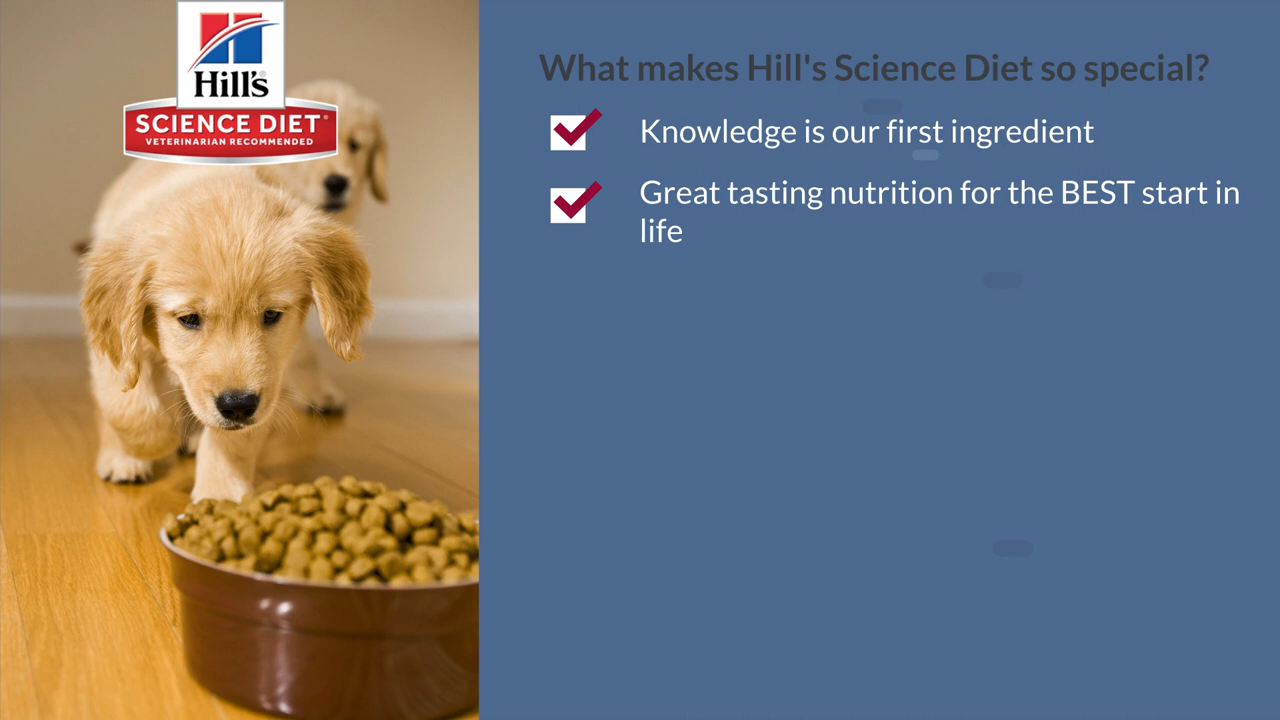 Hill's
SCIENCE DIET®
VETERINARIAN RECOMMENDED
What makes Hill's Science Diet so special?
Knowledge is our first ingredient
Great tasting nutrition for the BEST start in
life